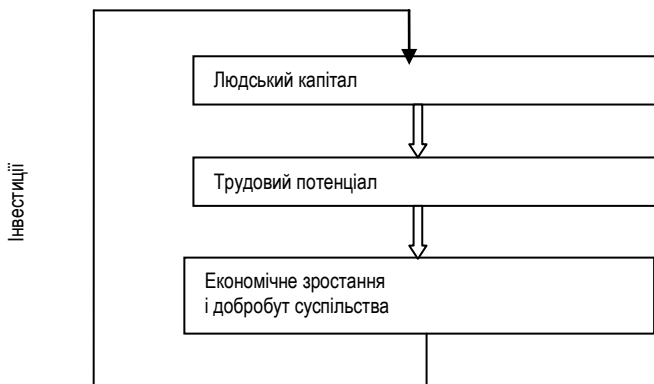 Людський капітал
Інвестиції
Трудовий потенціал
Економічне зростання
і добробут суспільства